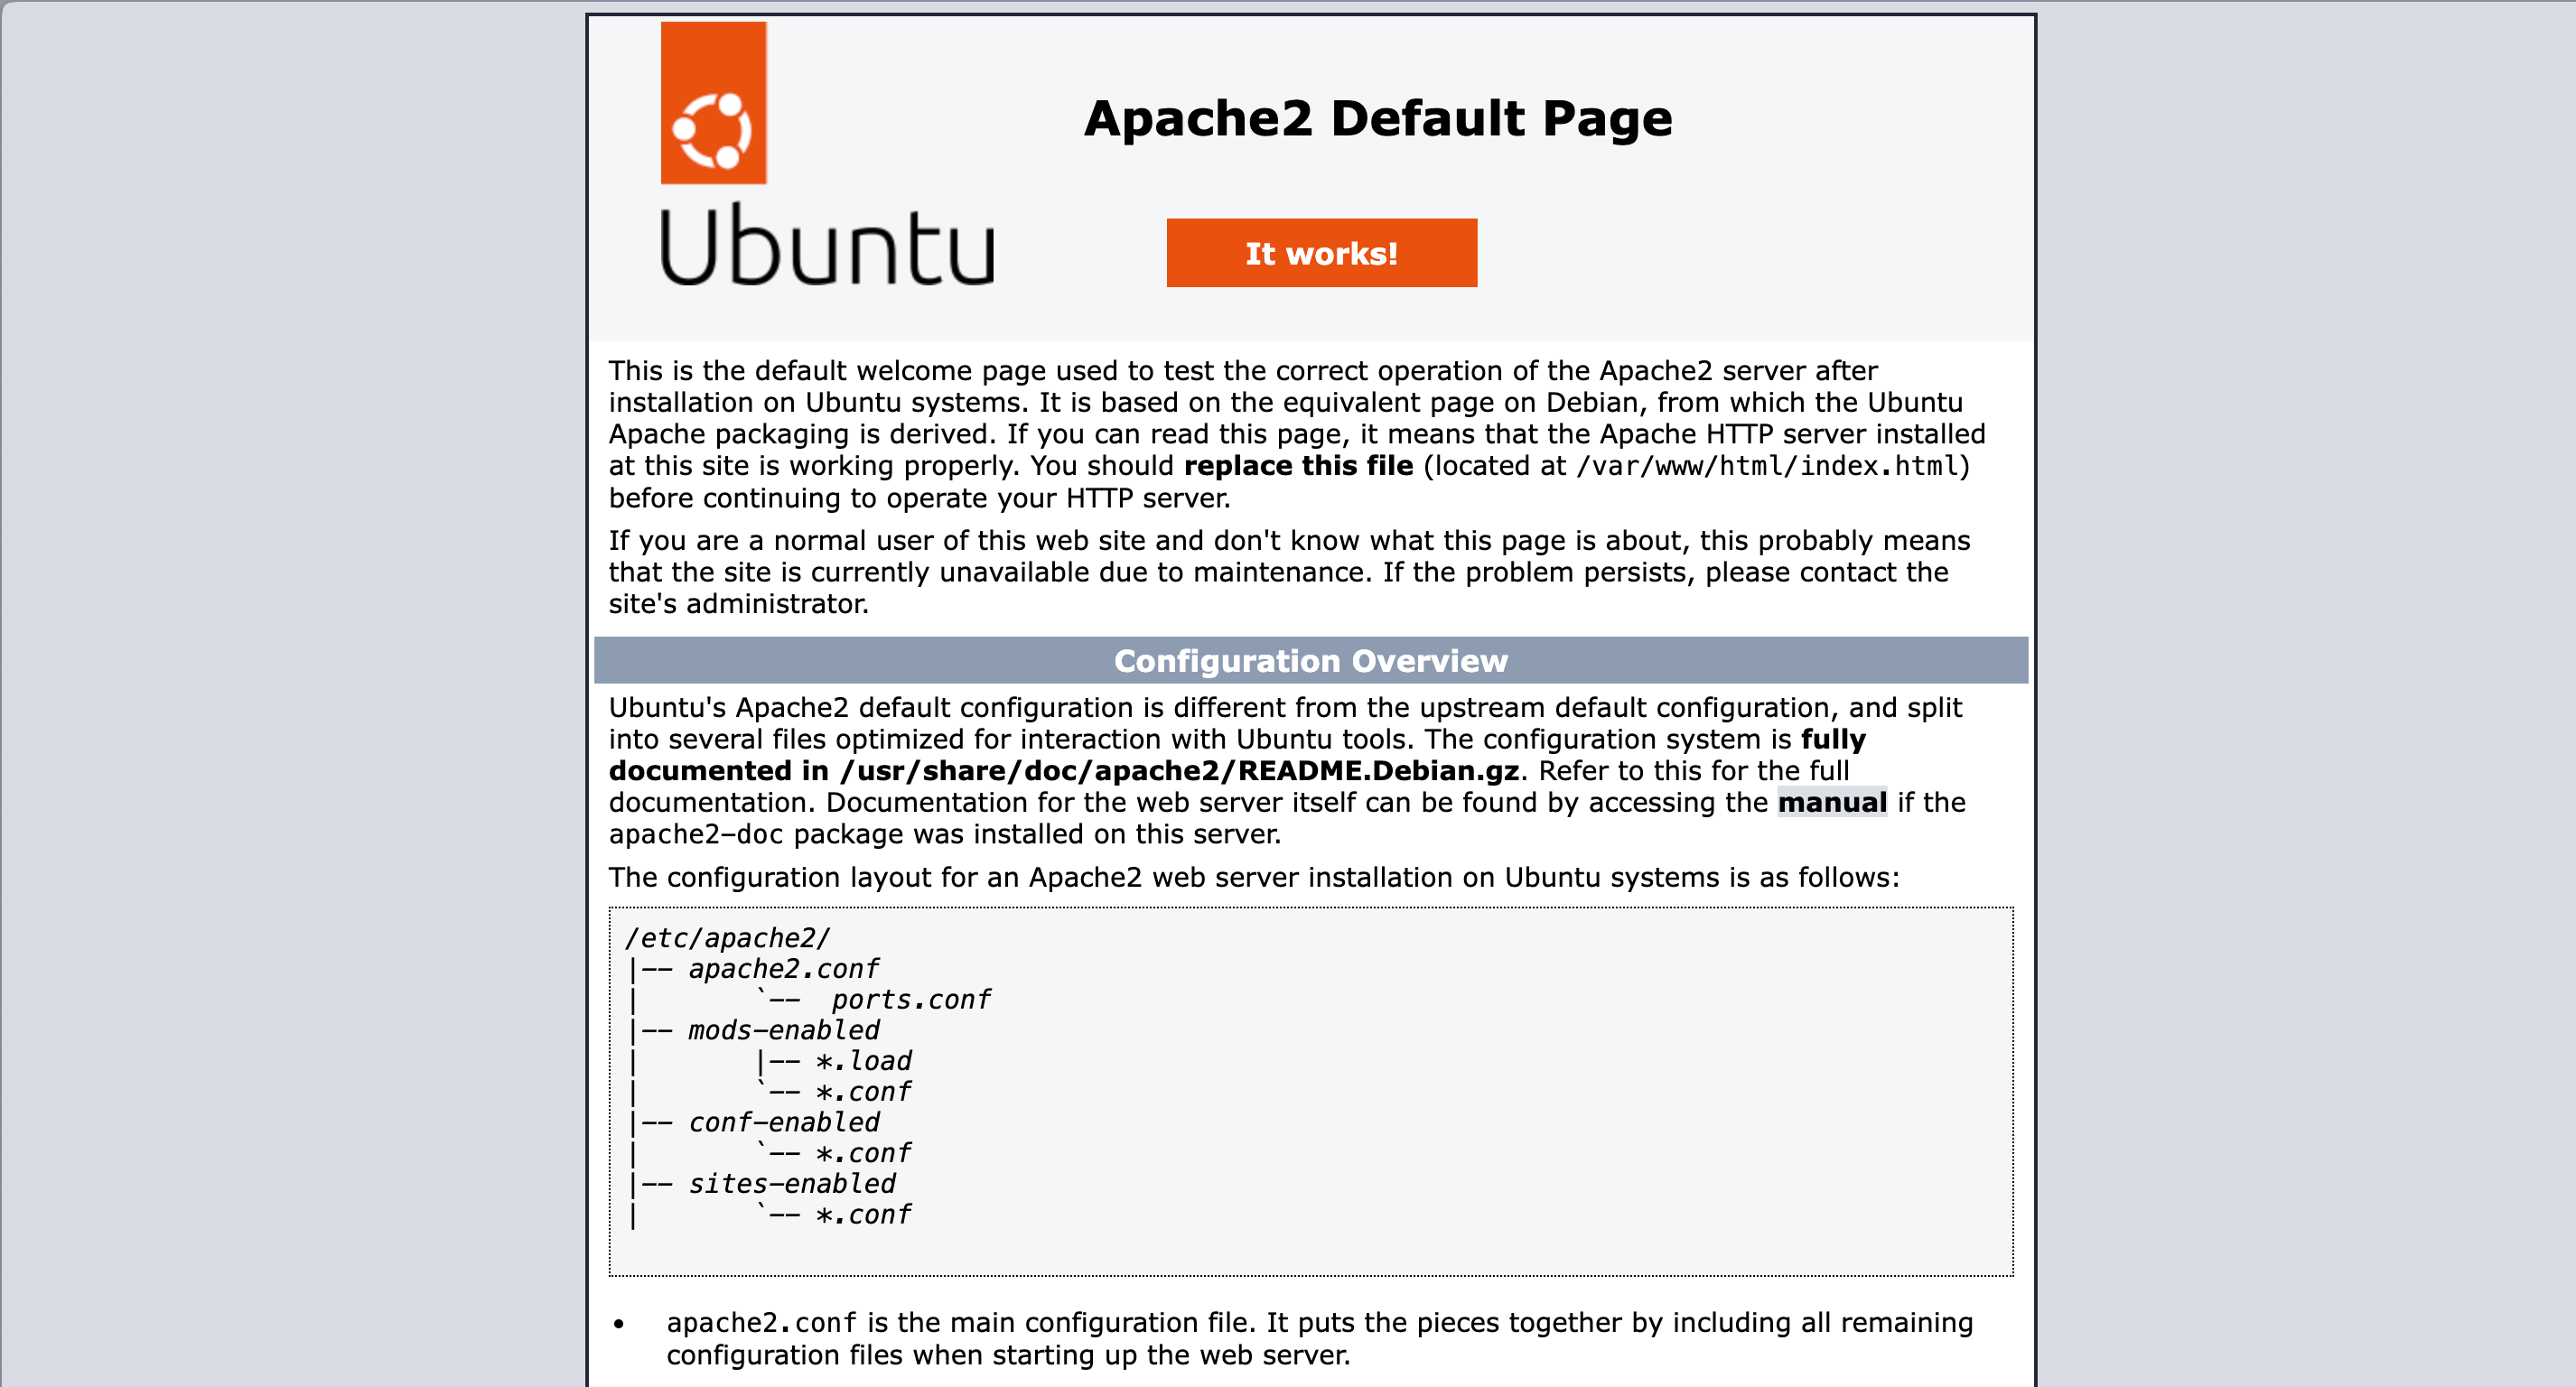 Apache2 Default Page
Ubuntu
It works!
This is the default welcome page used to test the correct operation of the Apache2 server after
installation on Ubuntu systems. It is based on the equivalent page on Debian, from which the Ubuntu
Apache packaging is derived. If you can read this page, it means that the Apache HTTP server installed
at this site is working properly. You should replace this file (located at /var/www/html/index.html)
before continuing to operate your HTTP server.
If you are a normal user of this web site and don't know what this page is about, this probably means
that the site is currently unavailable due to maintenance. If the problem persists, please contact the
site's administrator.
Configuration Overview
Ubuntu's Apache2 default configuration is different from the upstream default configuration, and split
into several files optimized for interaction with Ubuntu tools. The configuration system is fully
documented in /usr/share/doc/apache2/README.Debian.gz. Refer to this for the full
documentation. Documentation for the web server itself can be found by accessing the manual if the
apache2-doc package was installed on this server.
The configuration layout for an Apache2 web server installation on Ubuntu systems is as follows:
/etc/apache2/
|-- apache2.conf
|       `--  ports.conf
|-- mods-enabled
|       |-- *.load
|       `-- *.conf
|-- conf-enabled
|       `-- *.conf
|-- sites-enabled
|       `-- *.conf
• apache2.conf is the main configuration file. It puts the pieces together by including all remaining
configuration files when starting up the web server.